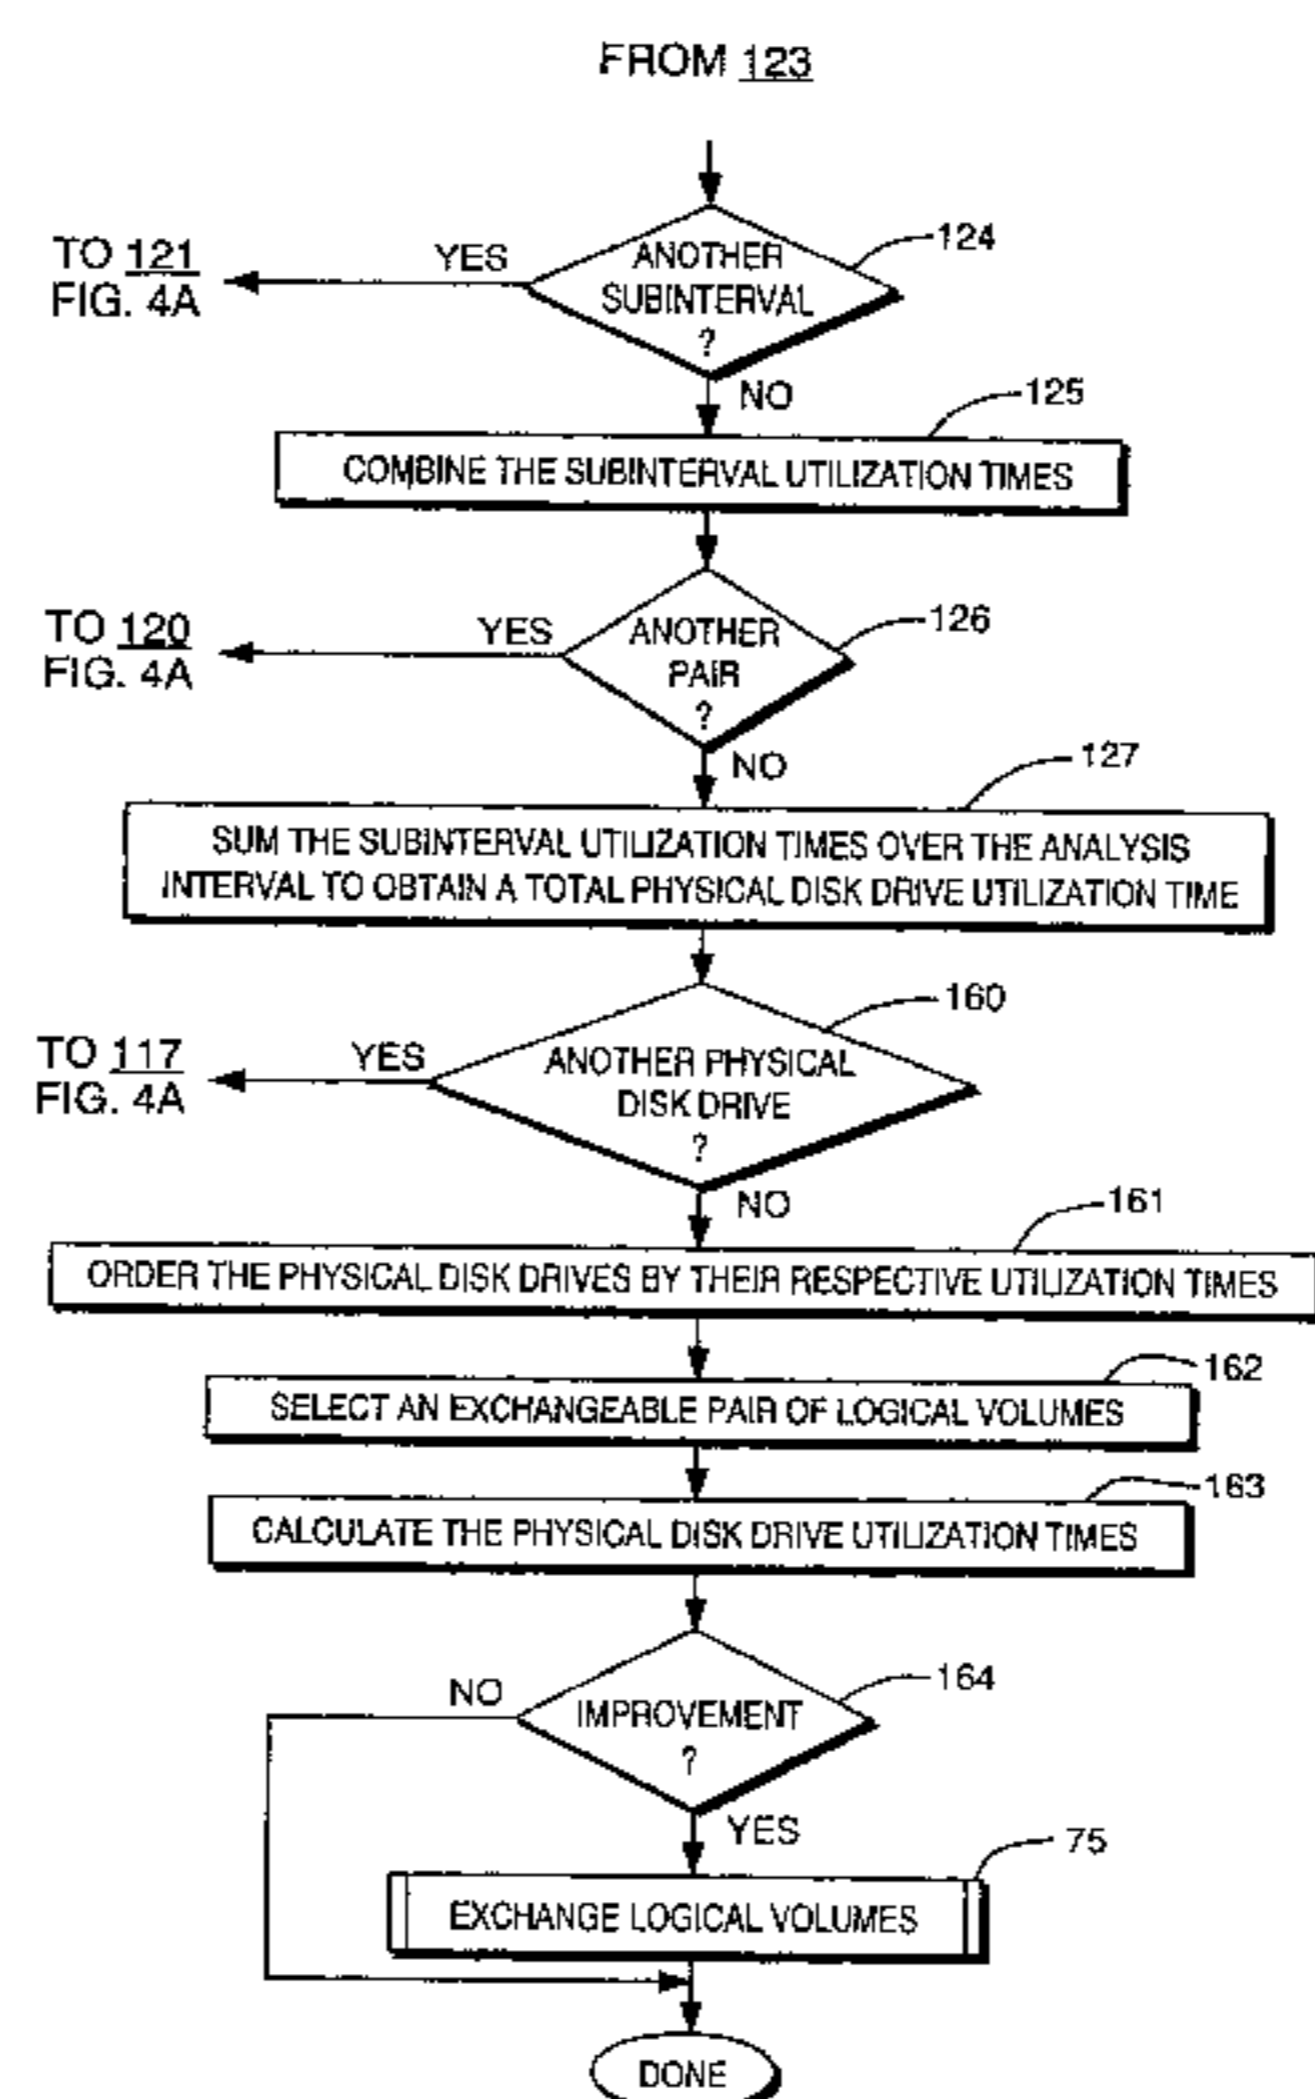 FROM 123
124
TO 121
FIG. 4A
YES
ANOTHER
SUBINTERVAL
?
NO
125
COMBINE THE SUBINTERVAL UTILIZATION TIMES
126
TO 120
FIG. 4A
YES
ANOTHER
PAIR
?
NO
127
SUM THE SUBINTERVAL UTILIZATION TIMES OVER THE ANALYSIS
INTERVAL TO OBTAIN A TOTAL PHYSICAL DISK DRIVE UTILIZATION TIME
160
TO 117
FIG. 4A
YES
ANOTHER PHYSICAL
DISK DRIVE
?
NO
161
ORDER THE PHYSICAL DISK DRIVES BY THEIR RESPECTIVE UTILIZATION TIMES
162
SELECT AN EXCHANGEABLE PAIR OF LOGICAL VOLUMES
163
CALCULATE THE PHYSICAL DISK DRIVE UTILIZATION TIMES
164
NO
IMPROVEMENT
?
YES
75
EXCHANGE LOGICAL VOLUMES
DONE